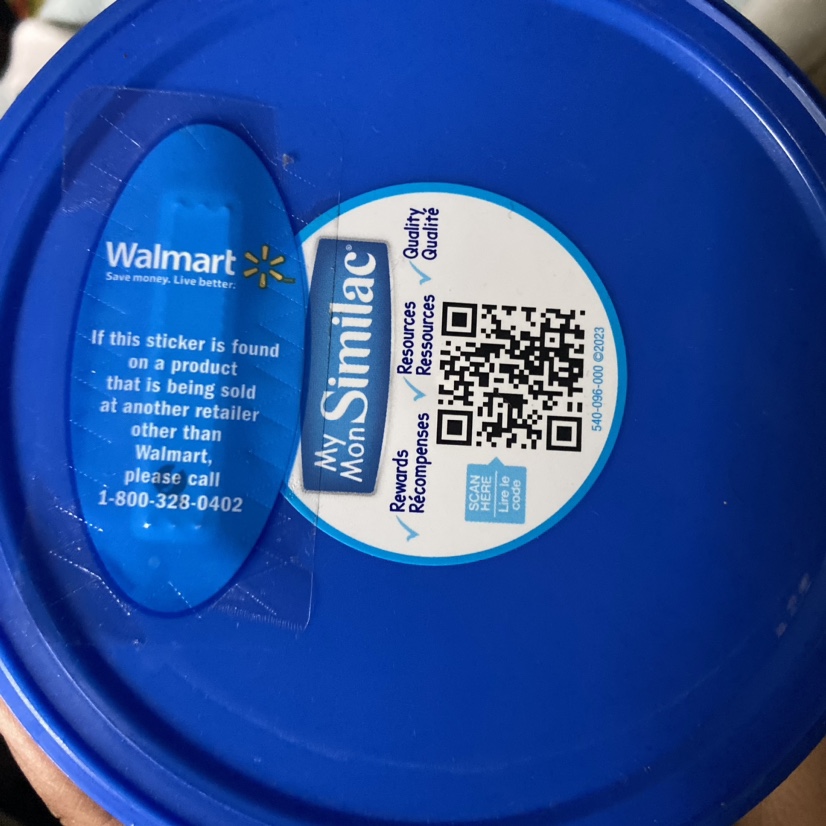 Walmart
Save money. Live better.
If this sticker is found
on a product
that is being sold
at another retailer
other than
Walmart,
please call
1-800-328-0402
My
Mon
Similac®
Rewards
Récompenses
Resources
Ressources
Quality
Qualité
SCAN
HERE
Lire le
code
540-096-000 ©2023